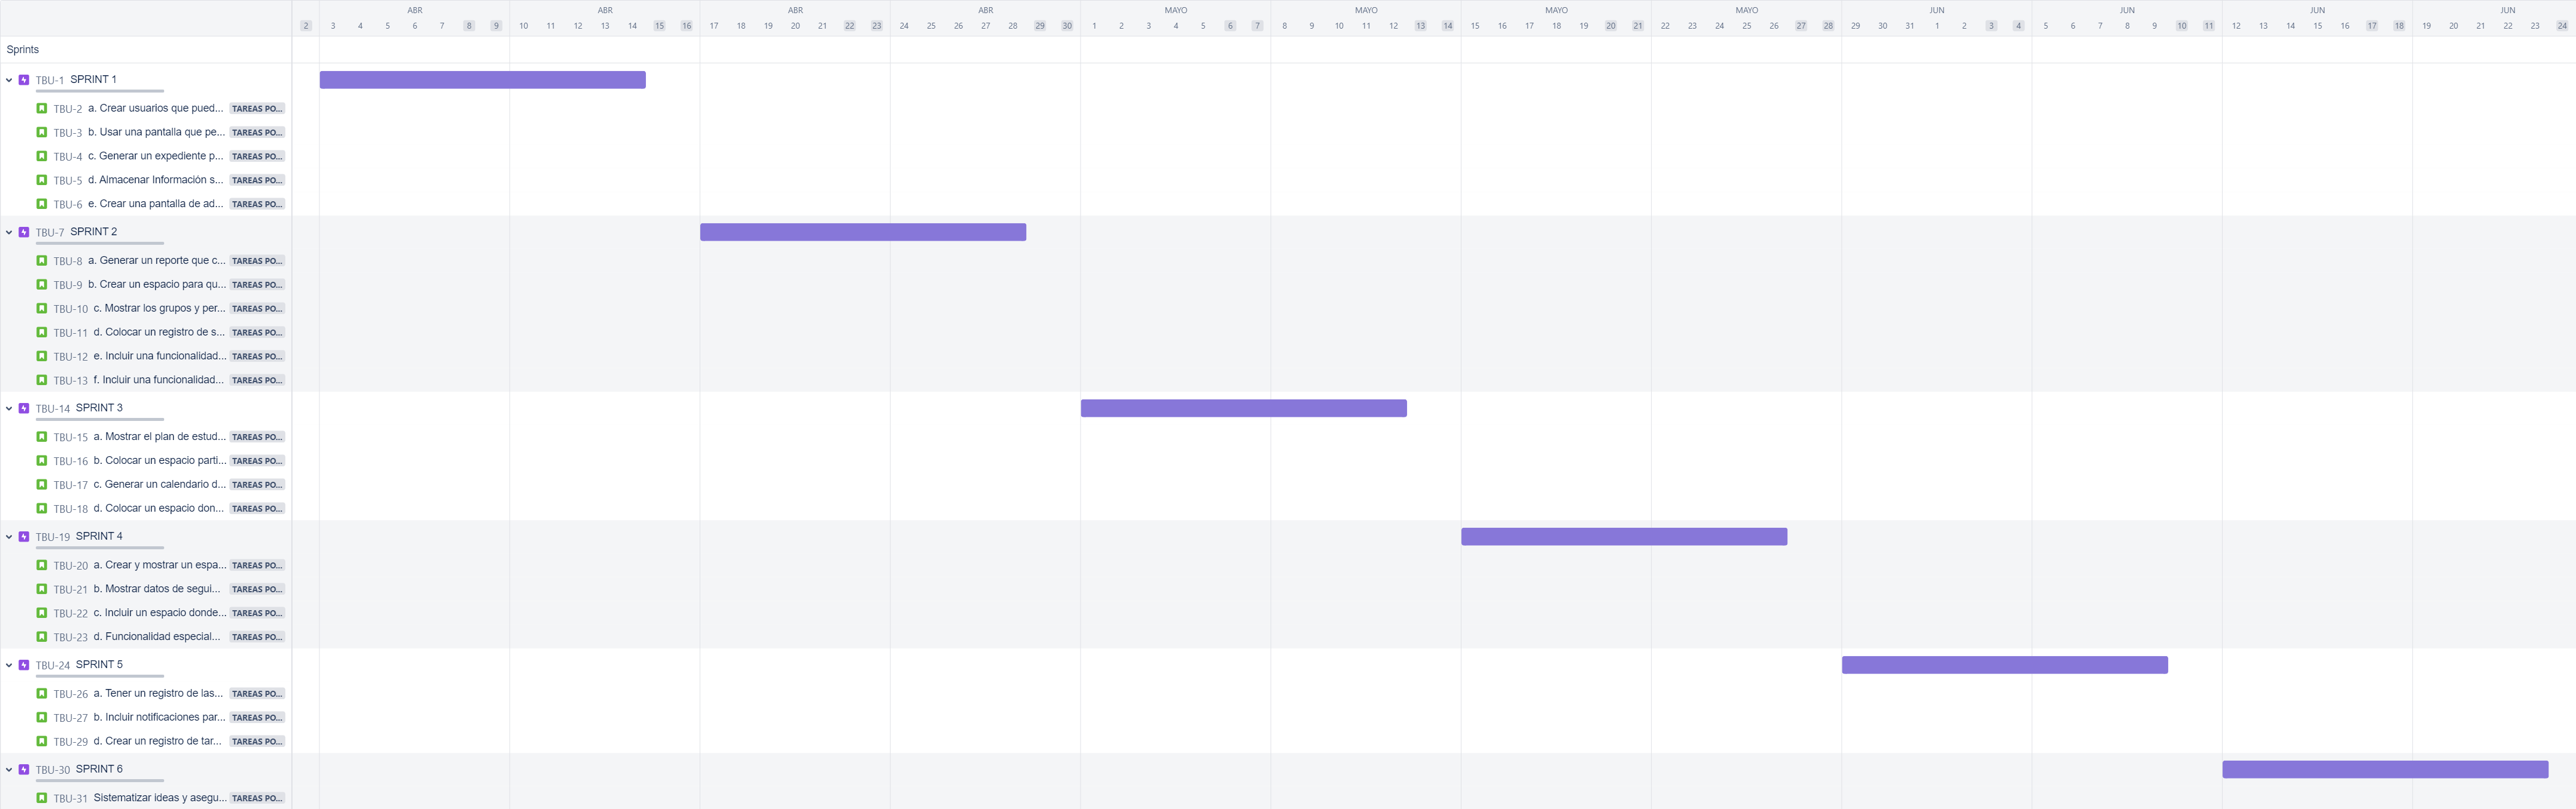 ABR ABR ABR ABR MAYO MAYO MAYO MAYO JUN JUN JUN JUN
2 3 4 5 6 7 8 9 10 11 12 13 14 15 16 17 18 19 20 21 22 23 24 25 26 27 28 29 30 1 2 3 4 5 6 7 8 9 10 11 12 13 14 15 16 17 18 19 20 21 22 23 24 25 26 27 28 29 30 31 1 2 3 4 5 6 7 8 9 10 11 12 13 14 15 16 17 18 19 20 21 22 23 24
Sprints
TBU-1 SPRINT 1
TBU-2 a. Crear usuarios que pued... TAREAS PO...
TBU-3 b. Usar una pantalla que pe... TAREAS PO...
TBU-4 c. Generar un expediente p... TAREAS PO...
TBU-5 d. Almacenar Información s... TAREAS PO...
TBU-6 e. Crear una pantalla de ad... TAREAS PO...
TBU-7 SPRINT 2
TBU-8 a. Generar un reporte que c... TAREAS PO...
TBU-9 b. Crear un espacio para qu... TAREAS PO...
TBU-10 c. Mostrar los grupos y per... TAREAS PO...
TBU-11 d. Colocar un registro de s... TAREAS PO...
TBU-12 e. Incluir una funcionalidad... TAREAS PO...
TBU-13 f. Incluir una funcionalidad... TAREAS PO...
TBU-14 SPRINT 3
TBU-15 a. Mostrar el plan de estud... TAREAS PO...
TBU-16 b. Colocar un espacio parti... TAREAS PO...
TBU-17 c. Generar un calendario d... TAREAS PO...
TBU-18 d. Colocar un espacio don... TAREAS PO...
TBU-19 SPRINT 4
TBU-20 a. Crear y mostrar un espa... TAREAS PO...
TBU-21 b. Mostrar datos de segui... TAREAS PO...
TBU-22 c. Incluir un espacio donde... TAREAS PO...
TBU-23 d. Funcionalidad especial... TAREAS PO...
TBU-24 SPRINT 5
TBU-26 a. Tener un registro de las... TAREAS PO...
TBU-27 b. Incluir notificaciones par... TAREAS PO...
TBU-29 d. Crear un registro de tar... TAREAS PO...
TBU-30 SPRINT 6
TBU-31 Sistematizar ideas y asegu... TAREAS PO...